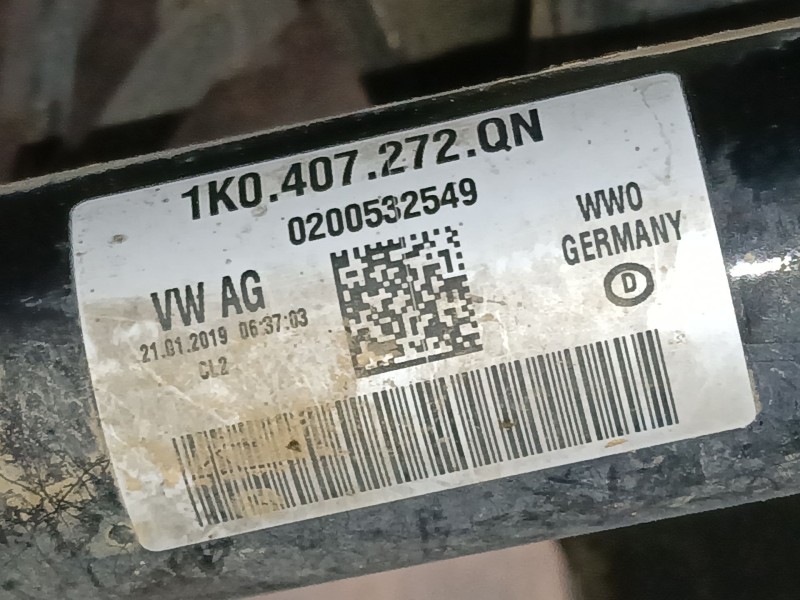 1K0.407.272.QN
0200532549
WWO
GERMANY
D
VW AG
21.01.2019 06:37:03
CL2